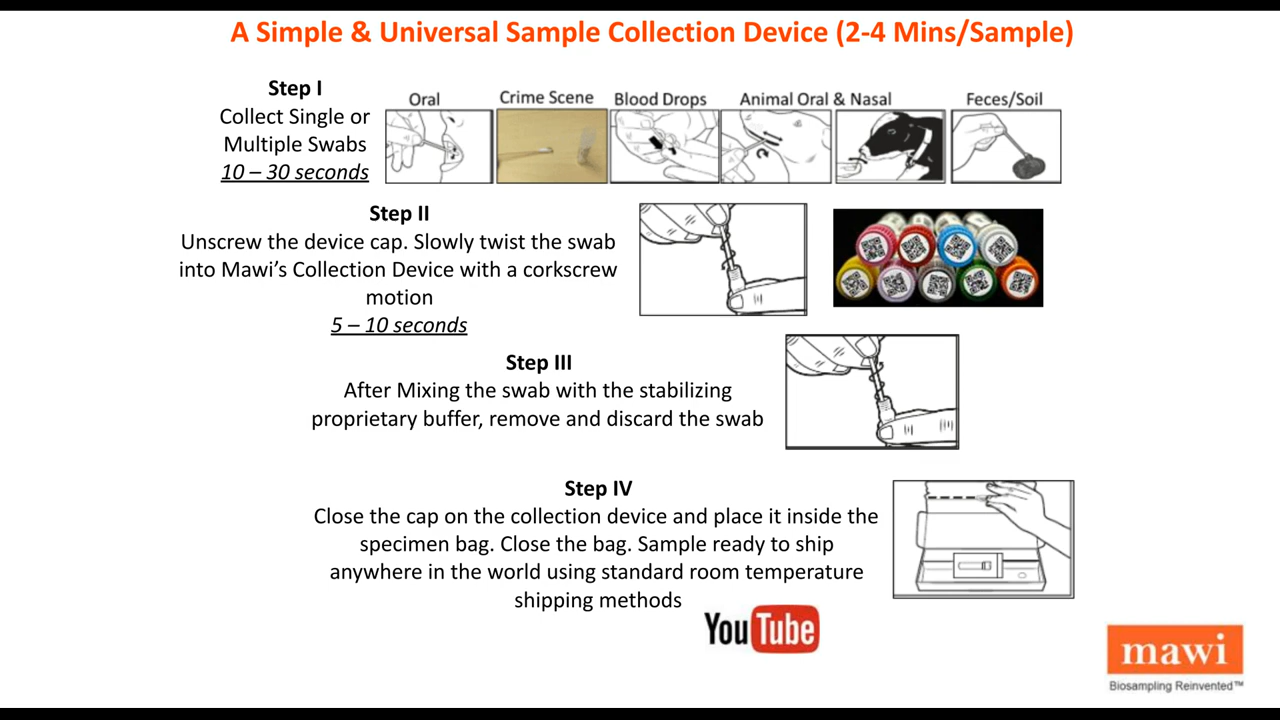 A Simple & Universal Sample Collection Device (2-4 Mins/Sample)
Step I
Collect Single or
Multiple Swabs
10 – 30 seconds
Oral
Crime Scene
Blood Drops
Animal Oral & Nasal
Feces/Soil
Step II
Unscrew the device cap. Slowly twist the swab
into Mawi’s Collection Device with a corkscrew
motion
5 – 10 seconds
Step III
After Mixing the swab with the stabilizing
proprietary buffer, remove and discard the swab
Step IV
Close the cap on the collection device and place it inside the
specimen bag. Close the bag. Sample ready to ship
anywhere in the world using standard room temperature
shipping methods
YouTube
mawi
Biosampling Reinvented™